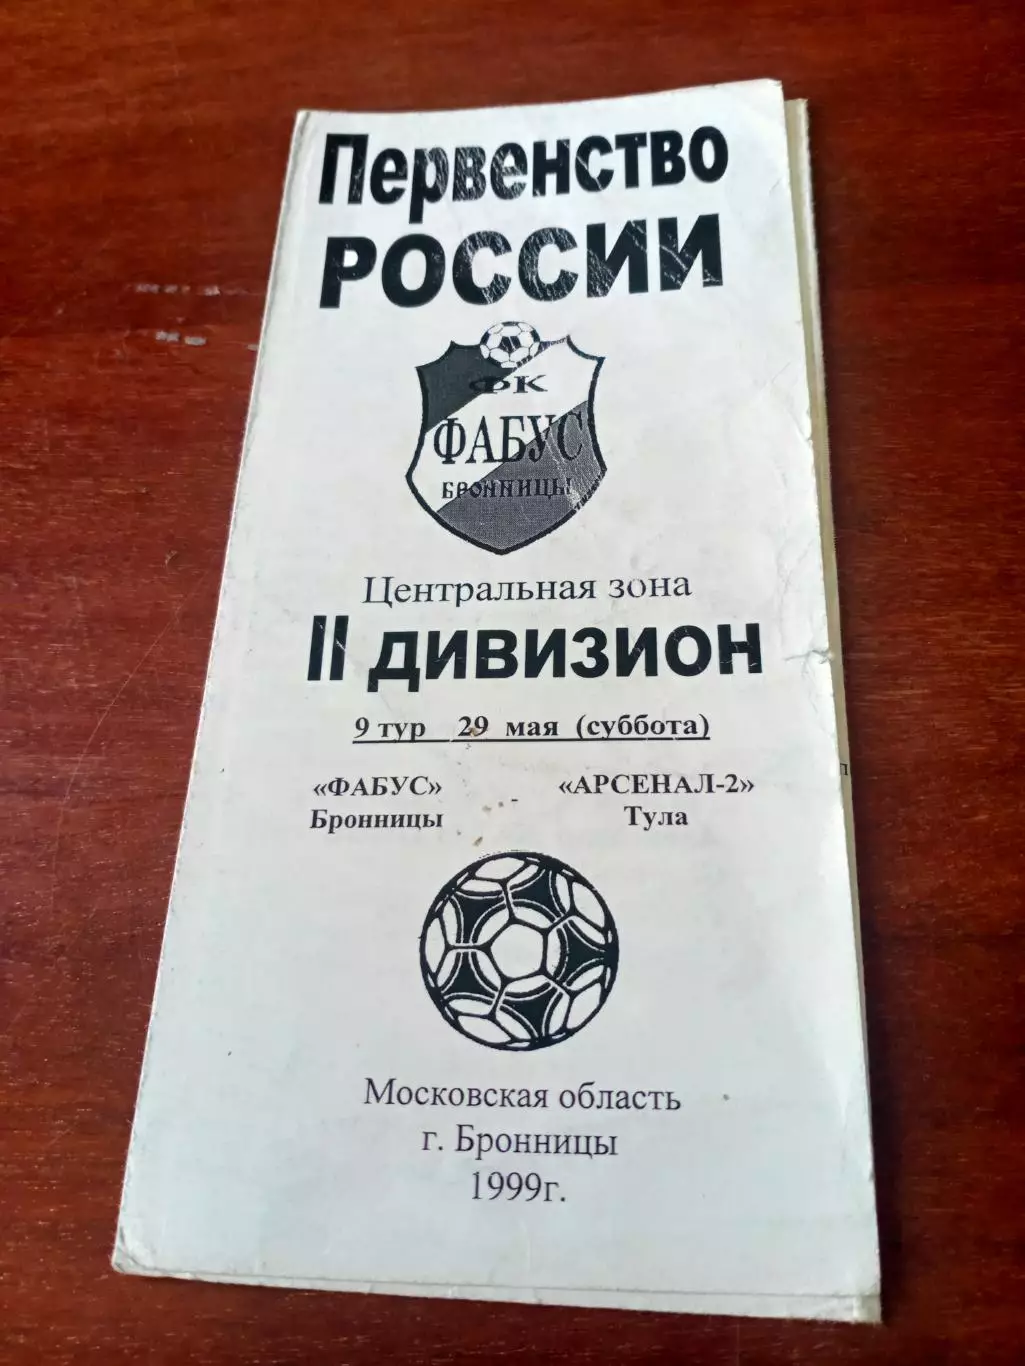 Первенство
РОССИИ
ФК
ФАБУС
БРОННИЦЫ
Центральная зона
II ДИВИЗИОН
9 тур 29 мая (суббота)
«ФАБУС» - «АРСЕНАЛ-2»
Бронницы Тула
Московская область
г. Бронницы
1999г.